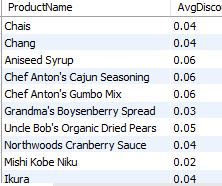 ProductName AvgDisco
Chais 0.04
Chang 0.04
Aniseed Syrup 0.06
Chef Anton's Cajun Seasoning 0.06
Chef Anton's Gumbo Mix 0.06
Grandma's Boysenberry Spread 0.03
Uncle Bob's Organic Dried Pears 0.05
Northwoods Cranberry Sauce 0.04
Mishi Kobe Niku 0.02
Ikura 0.04